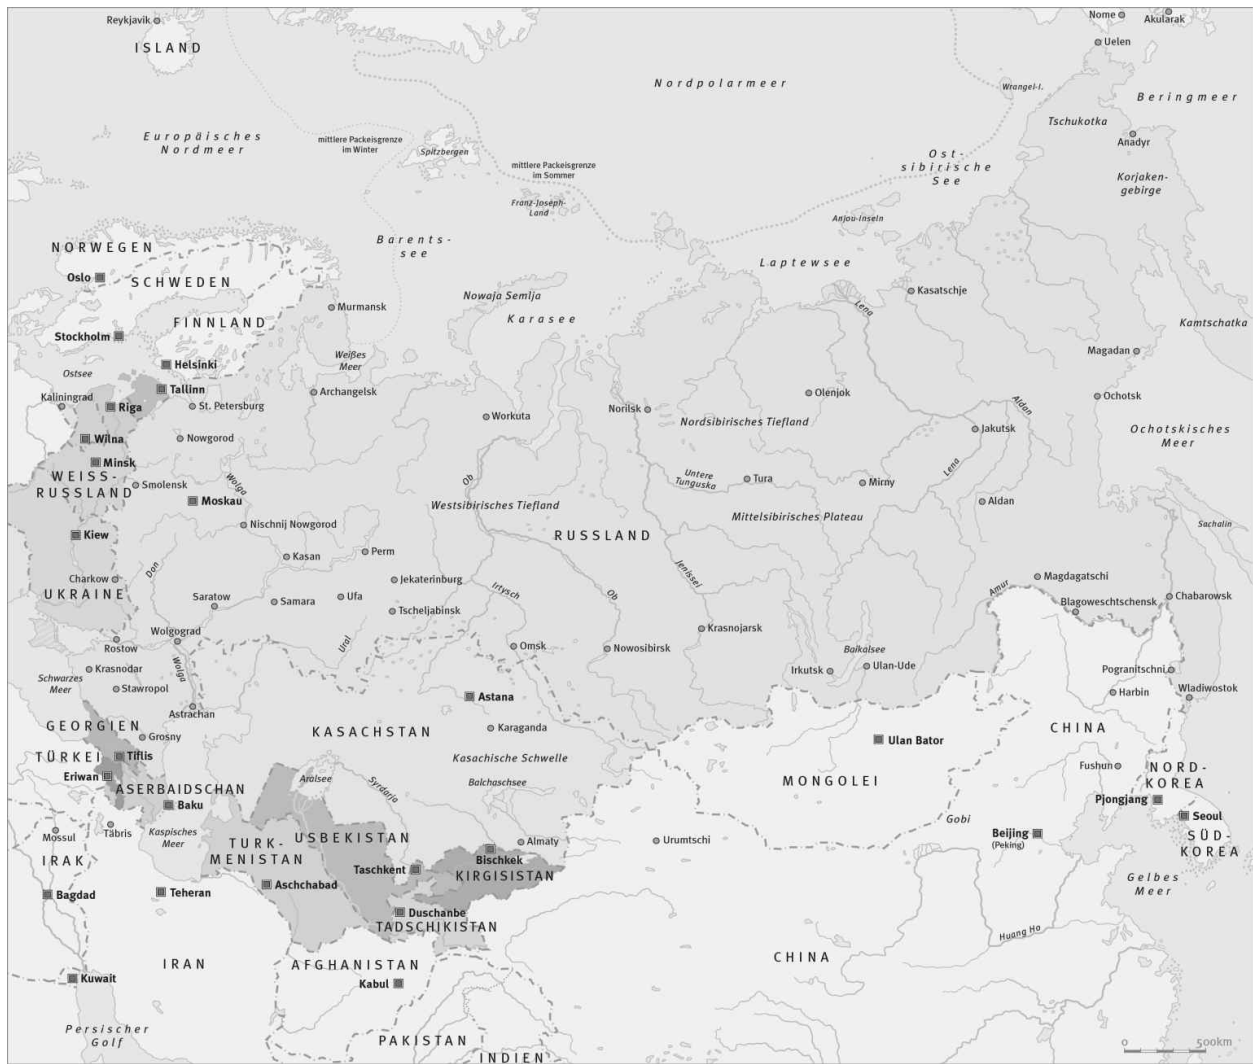 Reykjavik
ISLAND
Nome
Akularak
Uelen
Nordpolarmeer
Wrangel-I.
Beringmeer
Tschukotka
Anadyr
Europäisches
Nordmeer
mittlere Packeisgrenze
im Winter
Spitzbergen
mittlere Packeisgrenze
im Sommer
Ost-
sibirische
See
Korjaken-
gebirge
Franz-Joseph-
Land
Anjou-Inseln
NORWEGEN
Barents-
see
Laptewsee
Oslo
SCHWEDEN
Nowaja Semlja
Kasatschje
Murmansk
Lena
FINNLAND
Karasee
Kamtschatka
Stockholm
Weißes
Meer
Magadan
Helsinki
Ostsee
Tallinn
Archangelsk
Olenjok
Ochotsk
Kaliningrad
Riga
St. Petersburg
Workuta
Norilsk
Nordsibirisches Tiefland
Aldan
Jakutsk
Ochotskisches
Meer
Wilna
Nowgorod
Minsk
WEISS-
RUSSLAND
Smolensk
Wolga
Ob
Untere
Tunguska
Tura
Mirny
Lena
Moskau
Westsibirisches Tiefland
Mittelsibirisches Plateau
Aldan
Nischnij Nowgorod
Sachalin
Kiew
RUSSLAND
Kasan
Perm
Don
Charkow
Jekaterinburg
Irtysch
Ob
Jenissei
Amur
Magdagatschi
UKRAINE
Saratow
Samara
Ufa
Tscheljabinsk
Blagoweschtschensk
Chabarowsk
Wolgograd
Rostow
Ural
Omsk
Nowosibirsk
Krasnojarsk
Baikalsee
Wolga
Krasnodar
Irkutsk
Ulan-Ude
Pogranitschni
Schwarzes
Meer
Stawropol
Astana
Harbin
Wladiwostok
Astrachan
GEORGIEN
Grosny
KASACHSTAN
Karaganda
Ulan Bator
CHINA
TÜRKEI
Tiflis
Kasachische Schwelle
Fushun
NORD-
KOREA
Eriwan
Aralsee
Syrdarja
Balchaschsee
MONGOLEI
ASERBAIDSCHAN
Baku
Pjongjang
Seoul
Mossul
Täbris
Kaspisches
Meer
USBEKISTAN
Almaty
Urumtschi
Gobi
Beijing
(Peking)
SÜD-
KOREA
TURK-
MENISTAN
Bischkek
IRAK
Taschkent
KIRGISISTAN
Gelbes
Meer
Bagdad
Teheran
Aschchabad
Duschanbe
TADSCHIKISTAN
Huang Ho
IRAN
AFGHANISTAN
CHINA
Kuwait
Kabul
Persischer
Golf
PAKISTAN
INDIEN
0 500km